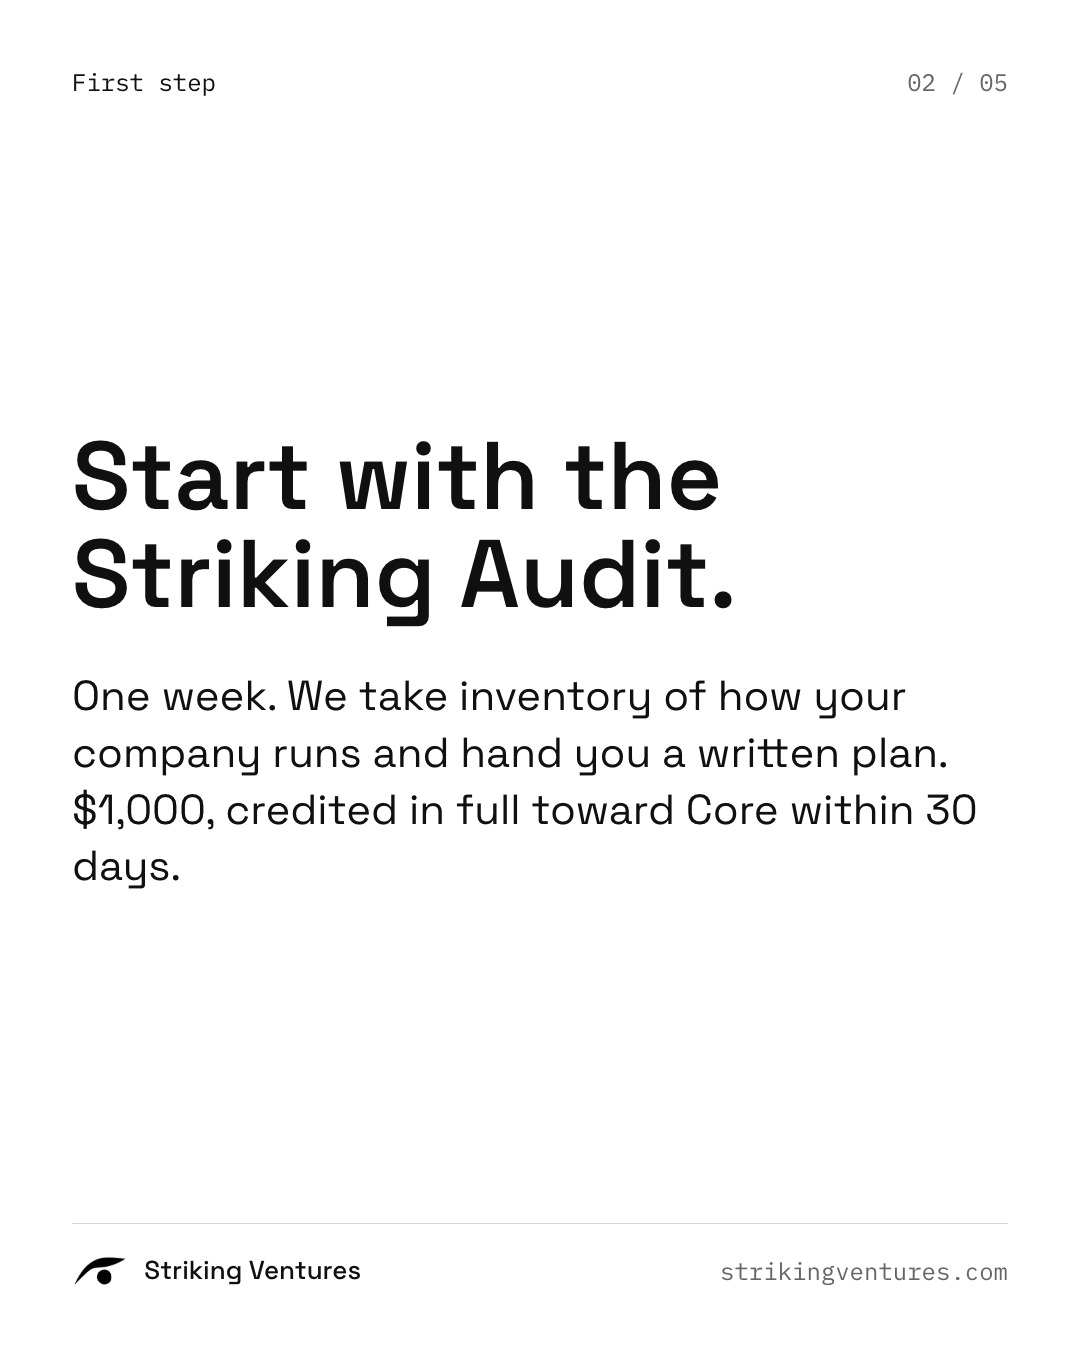 First step
02 / 05
Start with the
Striking Audit.
One week. We take inventory of how your
company runs and hand you a written plan.
$1,000, credited in full toward Core within 30
days.
Striking Ventures
strikingventures.com